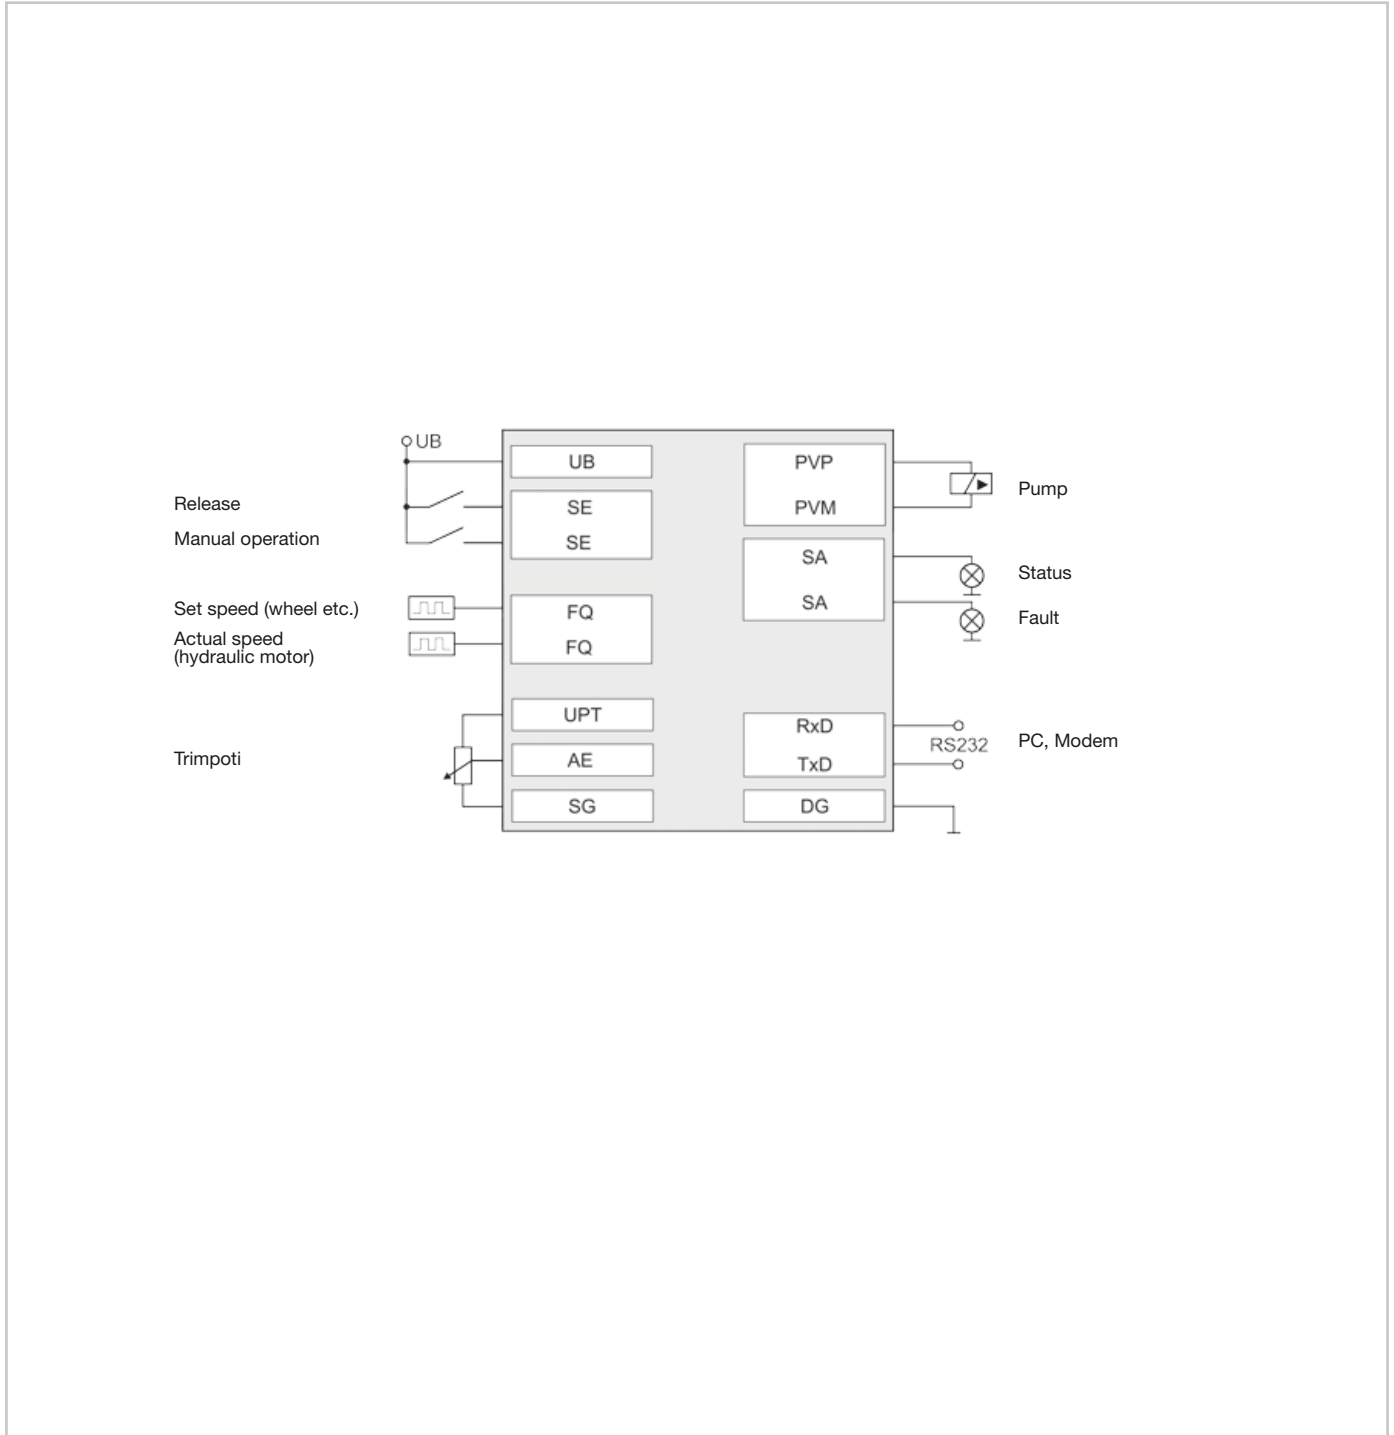 UB
UB
PVP
Release
SE
PVM
Pump
Manual operation
SE
SA
Status
Set speed (wheel etc.)
FQ
SA
Fault
Actual speed
(hydraulic motor)
FQ
UPT
RxD
RS232
PC, Modem
Trimpoti
AE
TxD
SG
DG